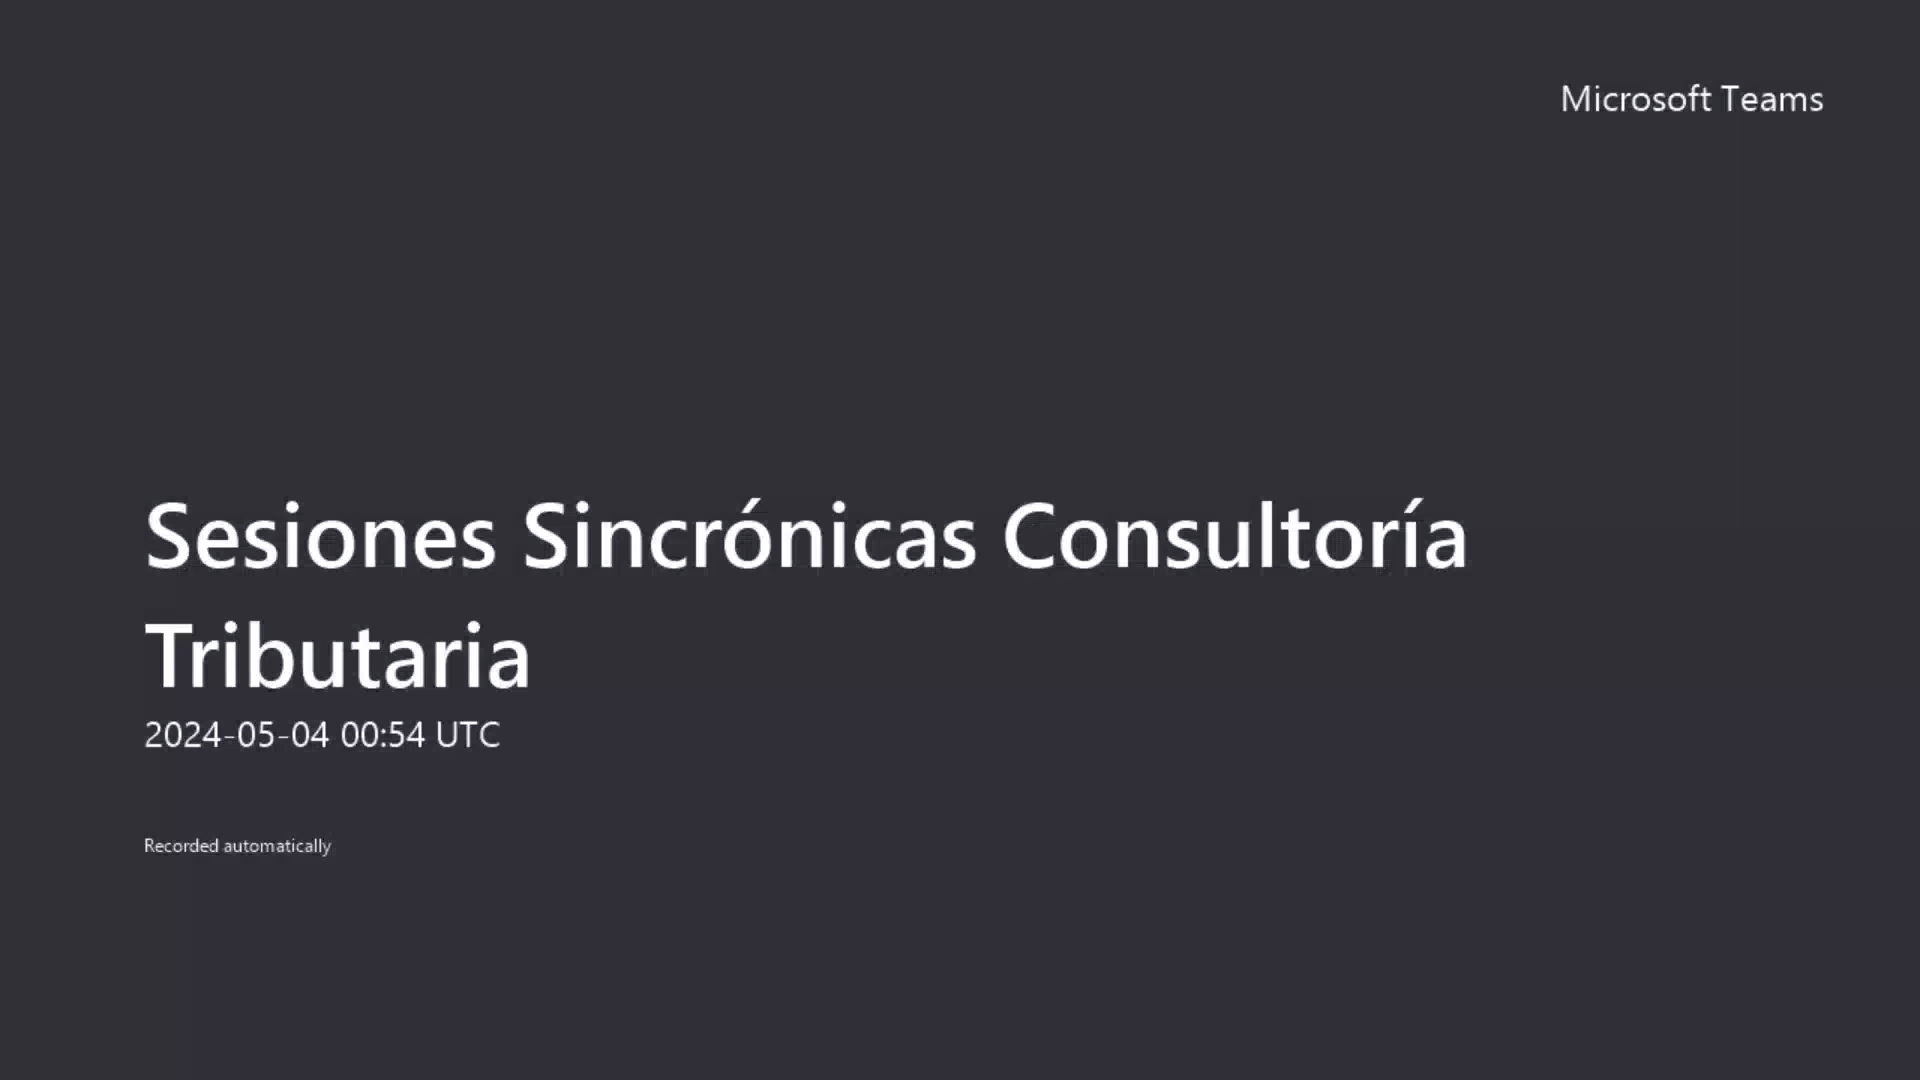 Microsoft Teams
Sesiones Sincrónicas Consultoría
Tributaria
2024-05-04 00:54 UTC
Recorded automatically